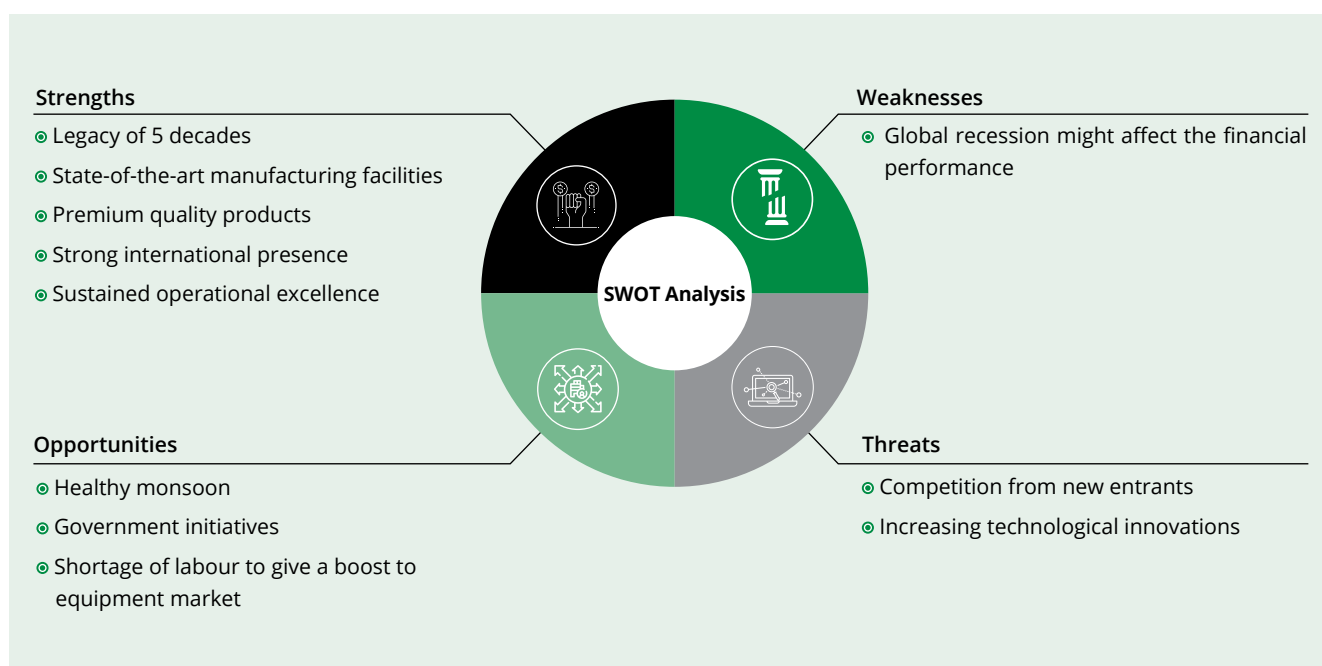 Strengths
Legacy of 5 decades
State-of-the-art manufacturing facilities
Premium quality products
Strong international presence
Sustained operational excellence
Weaknesses
Global recession might affect the financial
performance
SWOT Analysis
Opportunities
Healthy monsoon
Government initiatives
Shortage of labour to give a boost to
equipment market
Threats
Competition from new entrants
Increasing technological innovations